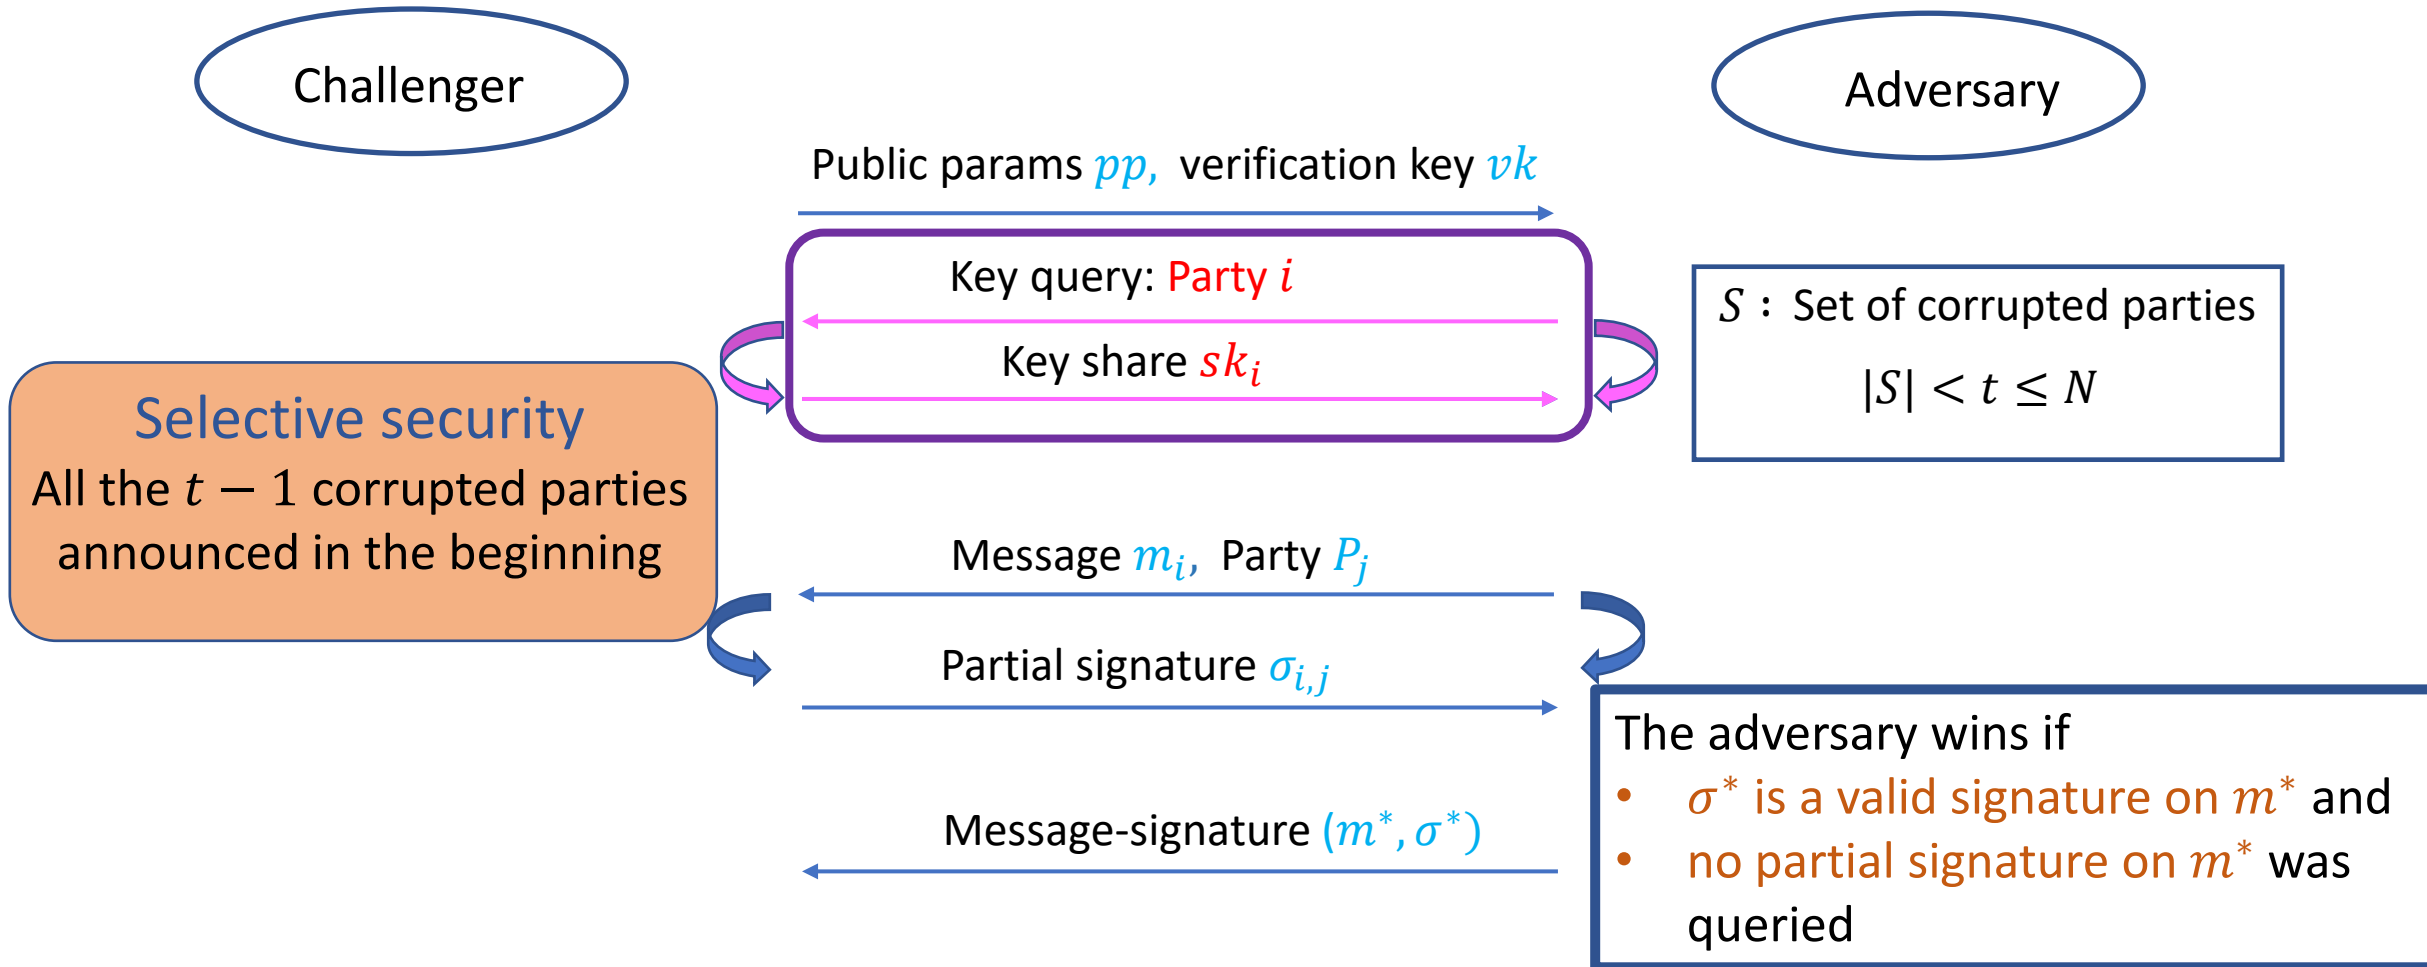 Challenger
Adversary
Public params pp, verification key vk
Key query: Party i
Key share sk_i
S : Set of corrupted parties
|S| < t ≤ N
Selective security
All the t − 1 corrupted parties
announced in the beginning
Message m_i, Party P_j
Partial signature σ_{i,j}
Message-signature (m*, σ*)
The adversary wins if
• σ* is a valid signature on m* and
• no partial signature on m* was
queried